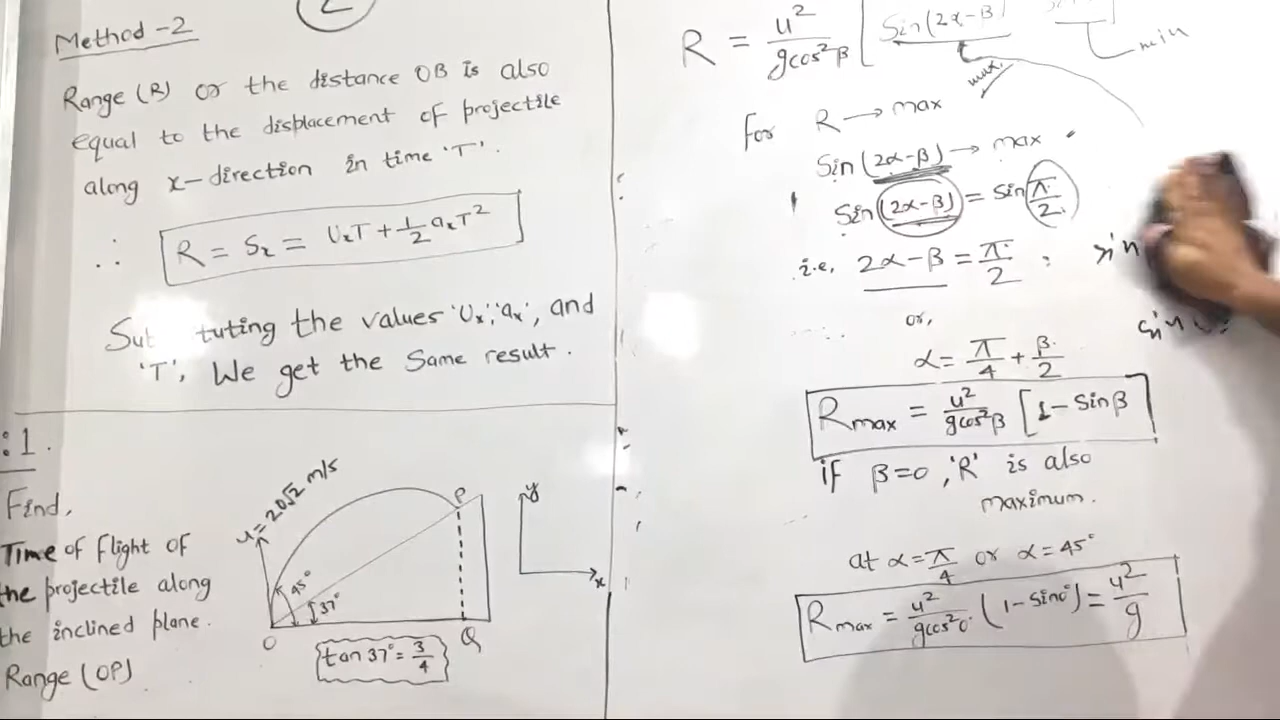 2
Method -2
Range (R) or the distance OB is also
equal to the displacement of projectile
along x-direction in time 'T'.
∴ R = Sx = UxT + 1/2 axT²
tuting the values 'Ux', 'ax', and
'T', We get the Same result.
:1.
Find,
Time of flight of
the projectile along
the inclined plane.
Range (OP)
u = 20√2 m/s
45°
37°
O
P
Q
y
x
tan 37° = 3/4
R = u²/gcos²β [Sin(2α-β)
max.
min
for R → max
Sin (2α-β) → max
Sin (2α-β) = sin π/2
i.e, 2α-β = π/2 ; sin
or,
α = π/4 + β/2
Rmax = u²/gcos²β [1 - Sinβ]
if β=0, 'R' is also
maximum.
at α = π/4 or α = 45°
Rmax = u²/gcos²0° (1 - sin0°) = u²/g